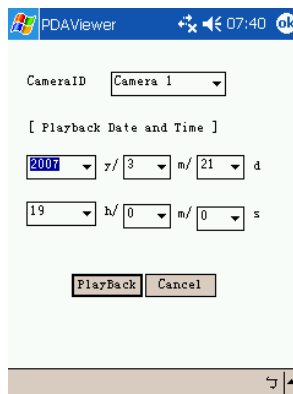 PDAViewer 07:40 ok
CameraID Camera 1
[ Playback Date and Time ]
2007 y/ 3 m/ 21 d
19 h/ 0 m/ 0 s
PlayBack Cancel